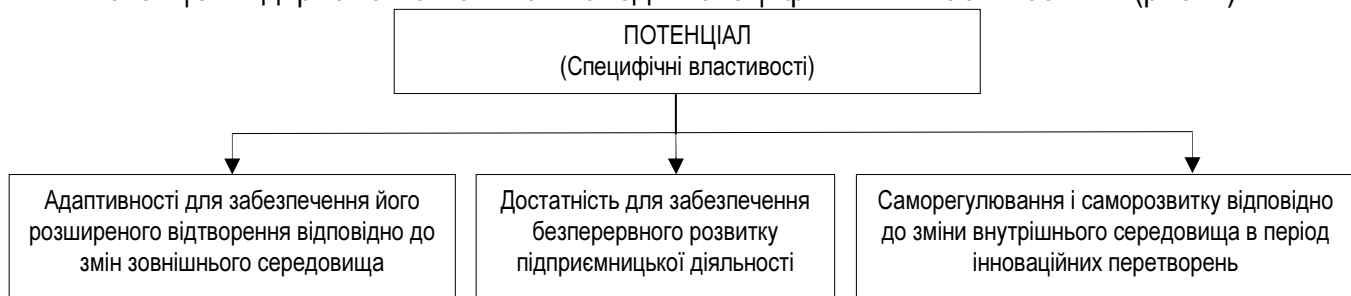 ПОТЕНЦІАЛ
(Специфічні властивості)
Адаптивності для забезпечення його
розширеного відтворення відповідно до
змін зовнішнього середовища
Достатність для забезпечення
безперервного розвитку
підприємницької діяльності
Саморегулювання і саморозвитку відповідно
до зміни внутрішнього середовища в період
інноваційних перетворень